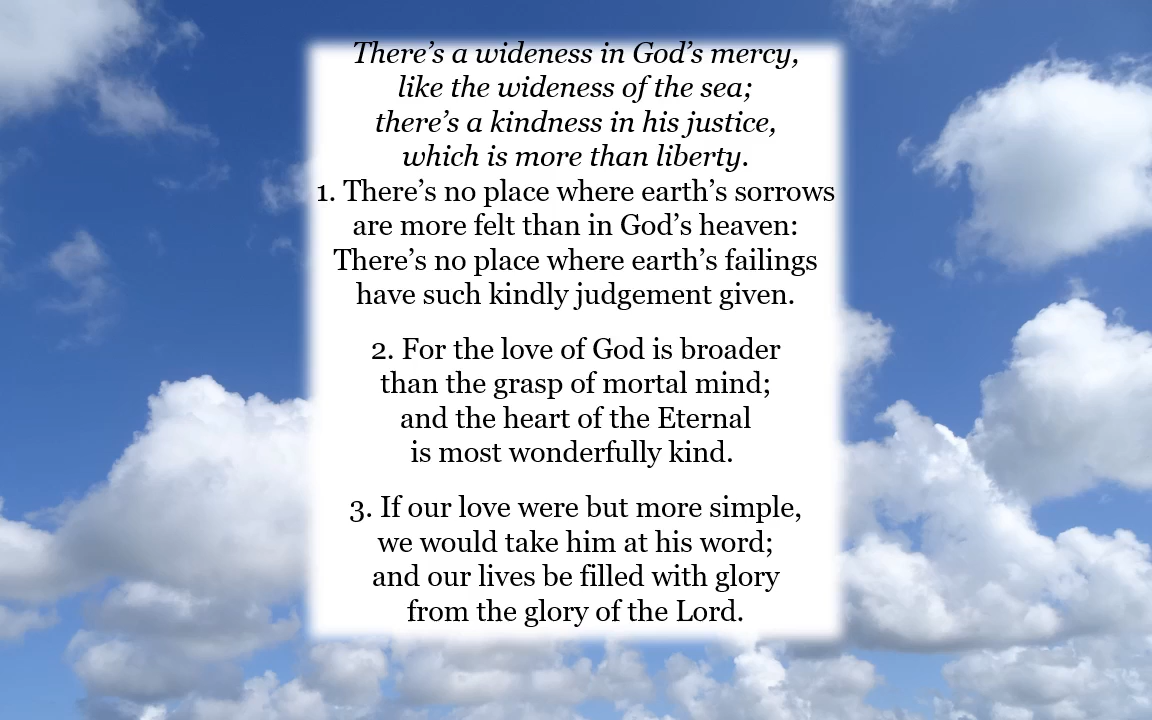 There’s a wideness in God’s mercy,
like the wideness of the sea;
there’s a kindness in his justice,
which is more than liberty.
1. There’s no place where earth’s sorrows
are more felt than in God’s heaven:
There’s no place where earth’s failings
have such kindly judgement given.
2. For the love of God is broader
than the grasp of mortal mind;
and the heart of the Eternal
is most wonderfully kind.
3. If our love were but more simple,
we would take him at his word;
and our lives be filled with glory
from the glory of the Lord.